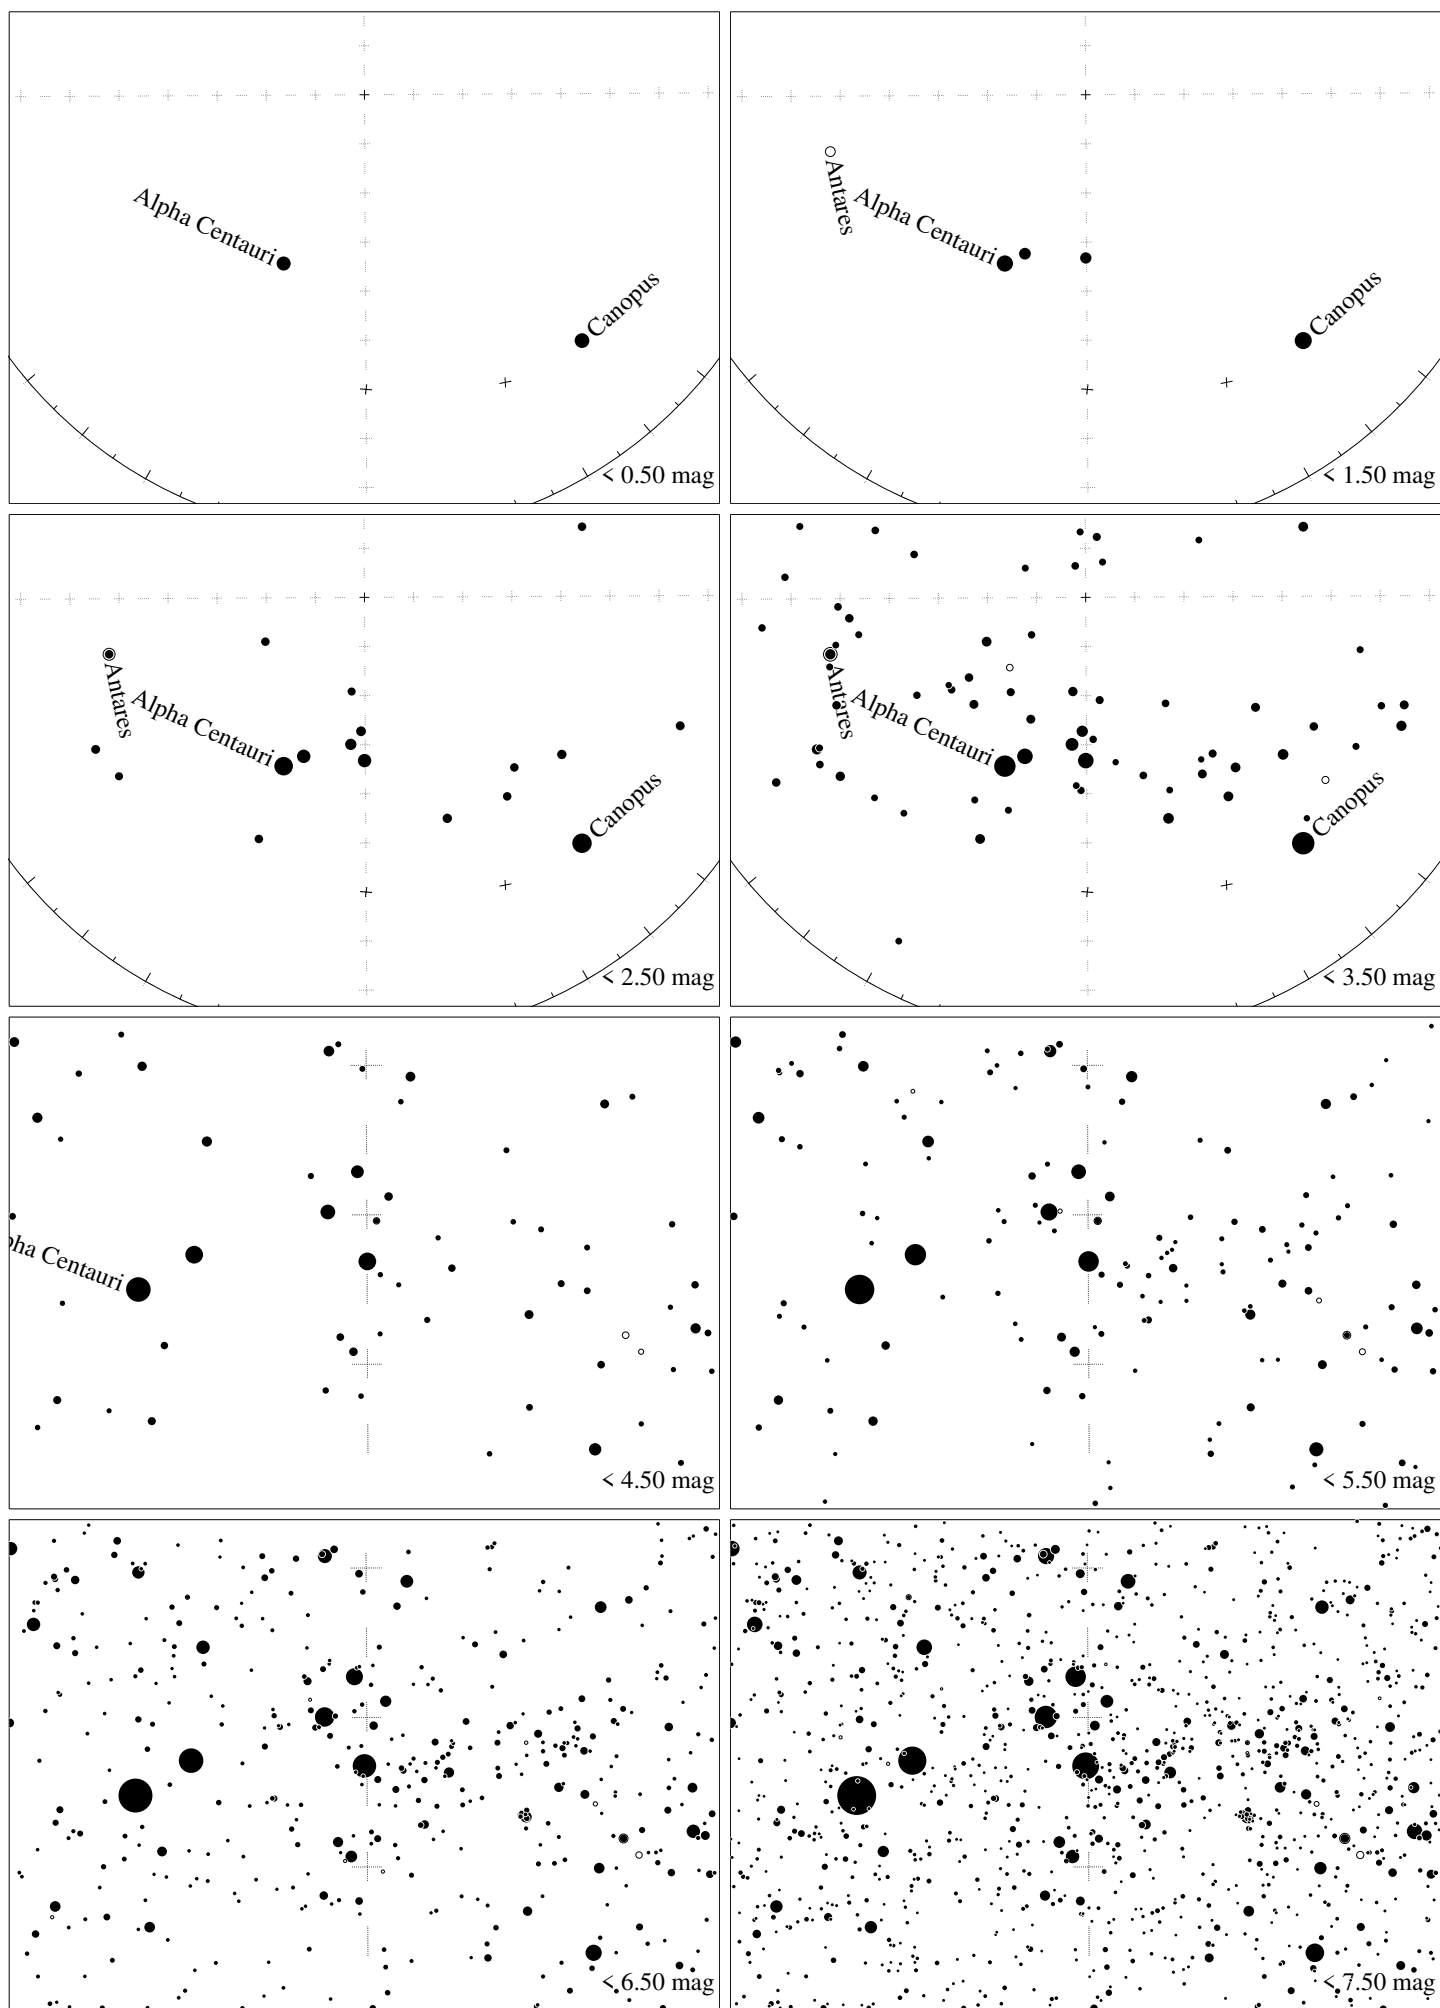 Alpha Centauri
Canopus
< 0.50 mag
Antares
Alpha Centauri
Canopus
< 1.50 mag
Antares
Alpha Centauri
Canopus
< 2.50 mag
Antares
Alpha Centauri
Canopus
< 3.50 mag
pha Centauri
< 4.50 mag
< 5.50 mag
< 6.50 mag
< 7.50 mag